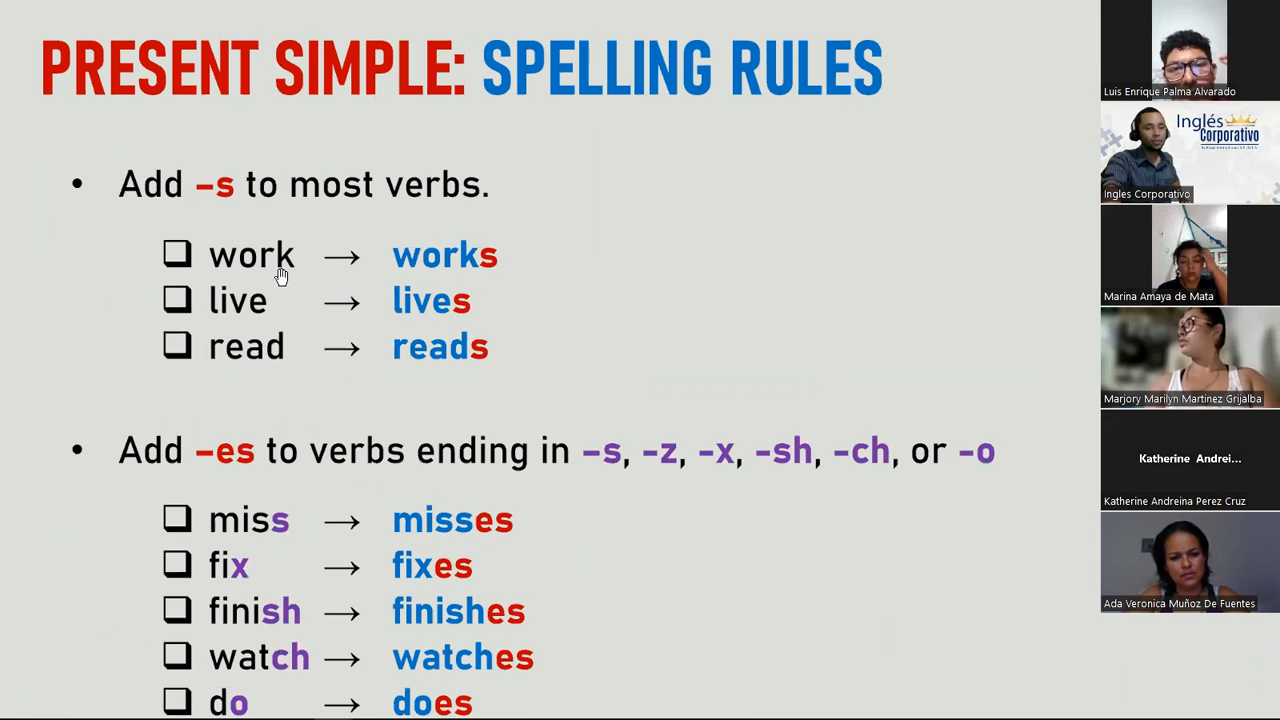 PRESENT SIMPLE: SPELLING RULES
• Add –s to most verbs.
❑ work → works
❑ live → lives
❑ read → reads
• Add –es to verbs ending in –s, -z, -x, -sh, -ch, or -o
❑ miss → misses
❑ fix → fixes
❑ finish → finishes
❑ watch → watches
❑ do → does
Luis Enrique Palma Alvarado
Inglés
Corporativo
Ingles Corporativo
Marina Amaya de Mata
Marjory Marilyn Martinez Grijalba
Katherine Andrei...
Katherine Andreina Perez Cruz
Ada Veronica Muñoz De Fuentes